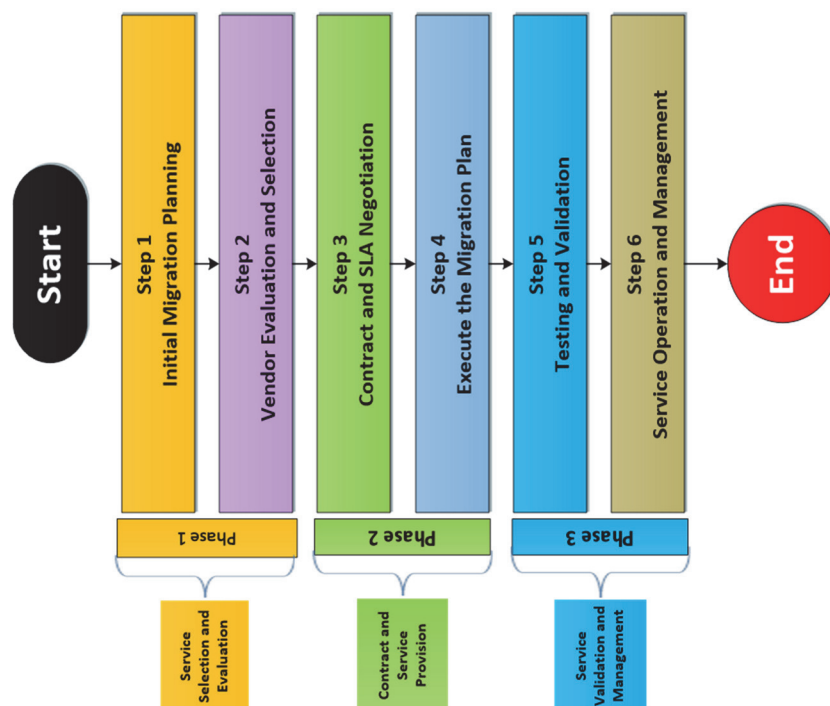 Start
Step 1
Initial Migration Planning
Step 2
Vendor Evaluation and Selection
Step 3
Contract and SLA Negotiation
Step 4
Execute the Migration Plan
Step 5
Testing and Validation
Step 6
Service Operation and Management
End
Phase 1
Phase 2
Phase 3
Service
Selection and
Evaluation
Contract and
Service
Provision
Service
Validation and
Management